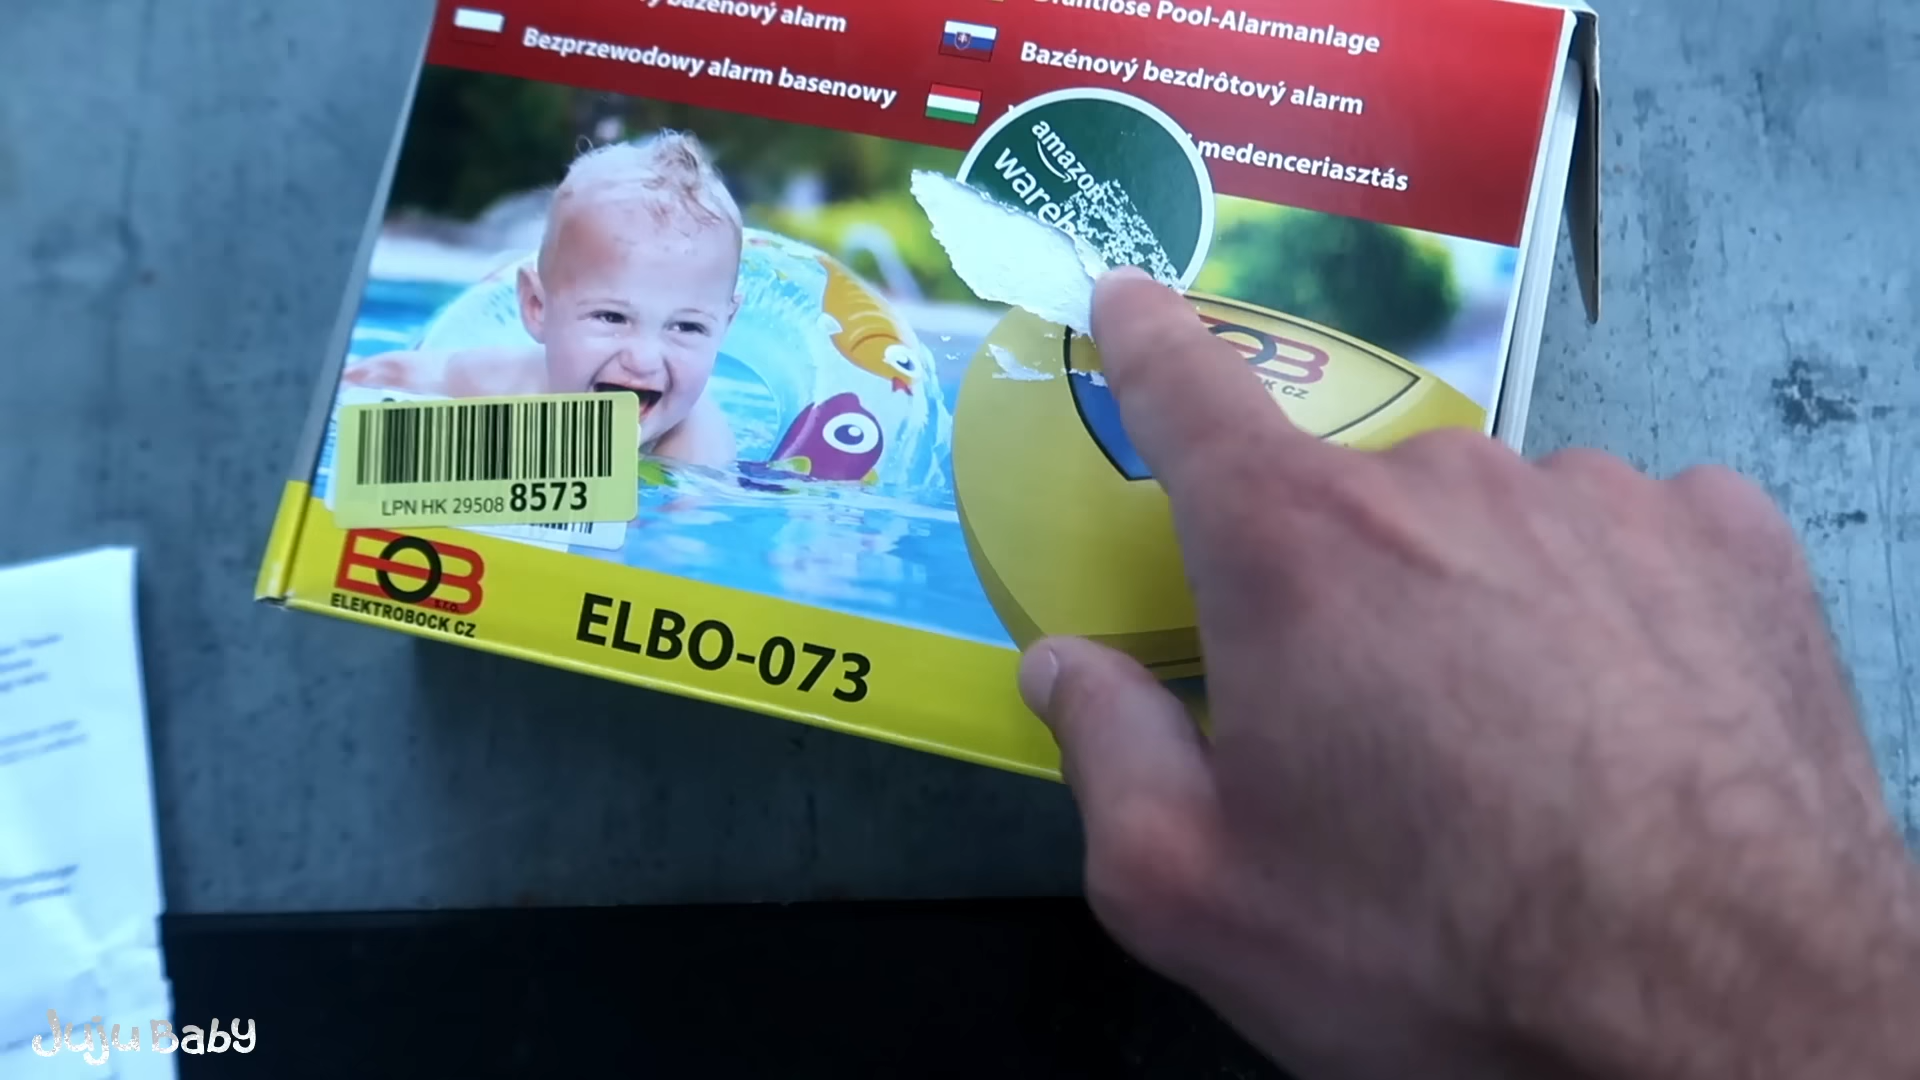 bazénový alarm
Drahtlose Pool-Alarmanlage
Bezprzewodowy alarm basenowy
Bazénový bezdrôtový alarm
medenceriasztás
amazon
LPN HK 29508 8573
EOB
s.r.o.
ELEKTROBOCK CZ
ELBO-073
CZ
Juju Baby